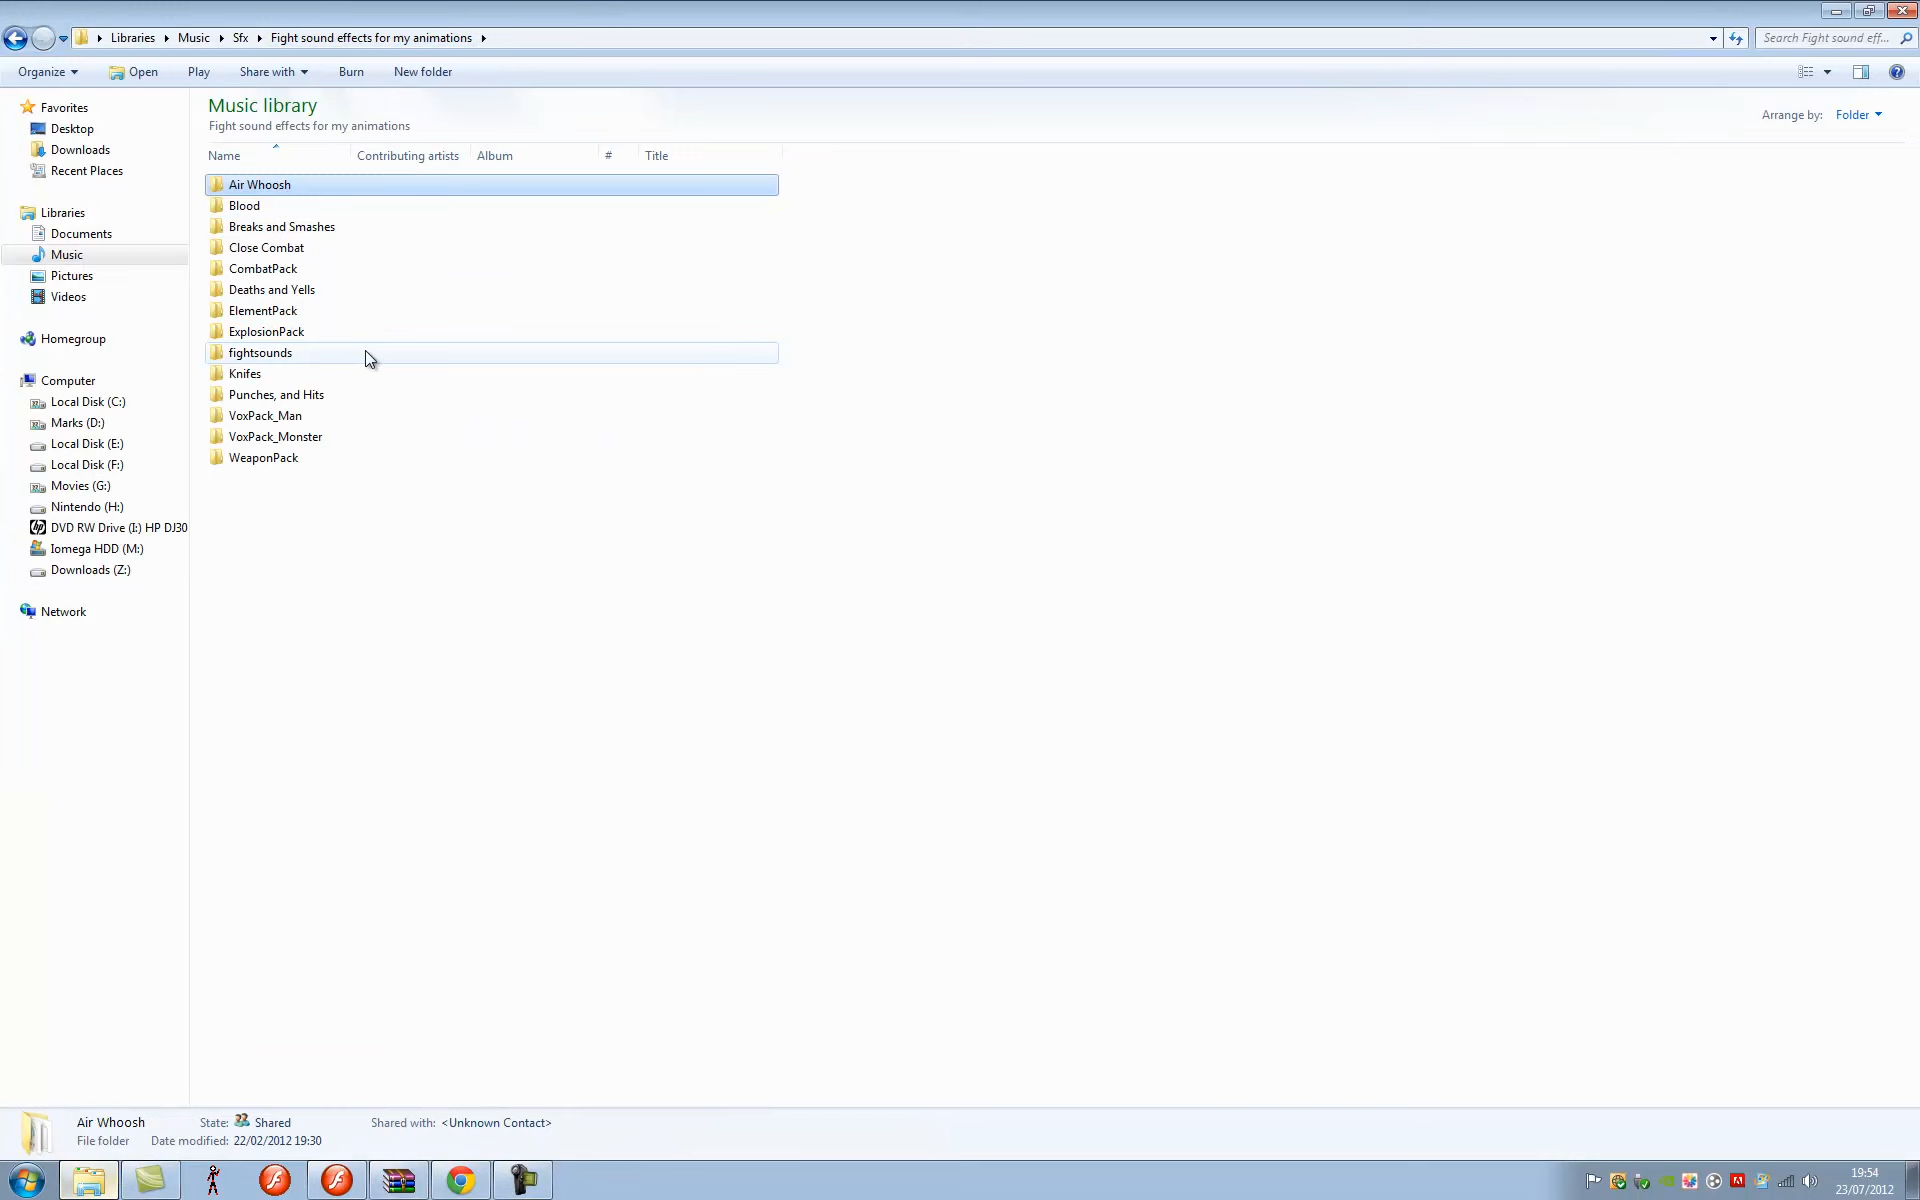 Libraries Music Sfx Fight sound effects for my animations
Search Fight sound eff...
Organize Open Play Share with Burn New folder
Favorites
Desktop
Downloads
Recent Places
Libraries
Documents
Music
Pictures
Videos
Homegroup
Computer
Local Disk (C:)
Marks (D:)
Local Disk (E:)
Local Disk (F:)
Movies (G:)
Nintendo (H:)
DVD RW Drive (I:) HP DJ30
Iomega HDD (M:)
Downloads (Z:)
Network
Music library
Fight sound effects for my animations
Arrange by: Folder
Name Contributing artists Album # Title
Air Whoosh
Blood
Breaks and Smashes
Close Combat
CombatPack
Deaths and Yells
ElementPack
ExplosionPack
fightsounds
Knifes
Punches, and Hits
VoxPack_Man
VoxPack_Monster
WeaponPack
Air Whoosh State: Shared Shared with: <Unknown Contact>
File folder Date modified: 22/02/2012 19:30
19:54
23/07/2012